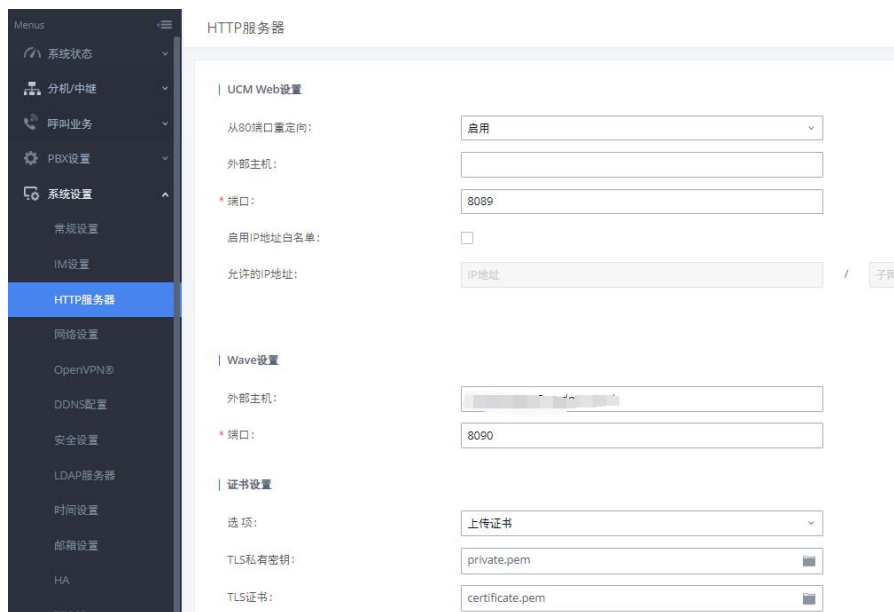 Menus
HTTP服务器
系统状态
分机/中继
呼叫业务
PBX设置
系统设置
常规设置
IM设置
HTTP服务器
网络设置
OpenVPN®
DDNS配置
安全设置
LDAP服务器
时间设置
邮箱设置
HA
UCM Web设置
从80端口重定向： 启用
外部主机：
* 端口： 8089
启用IP地址白名单：
允许的IP地址： IP地址 /
Wave设置
外部主机：
* 端口： 8090
证书设置
选项： 上传证书
TLS私有密钥： private.pem
TLS证书： certificate.pem